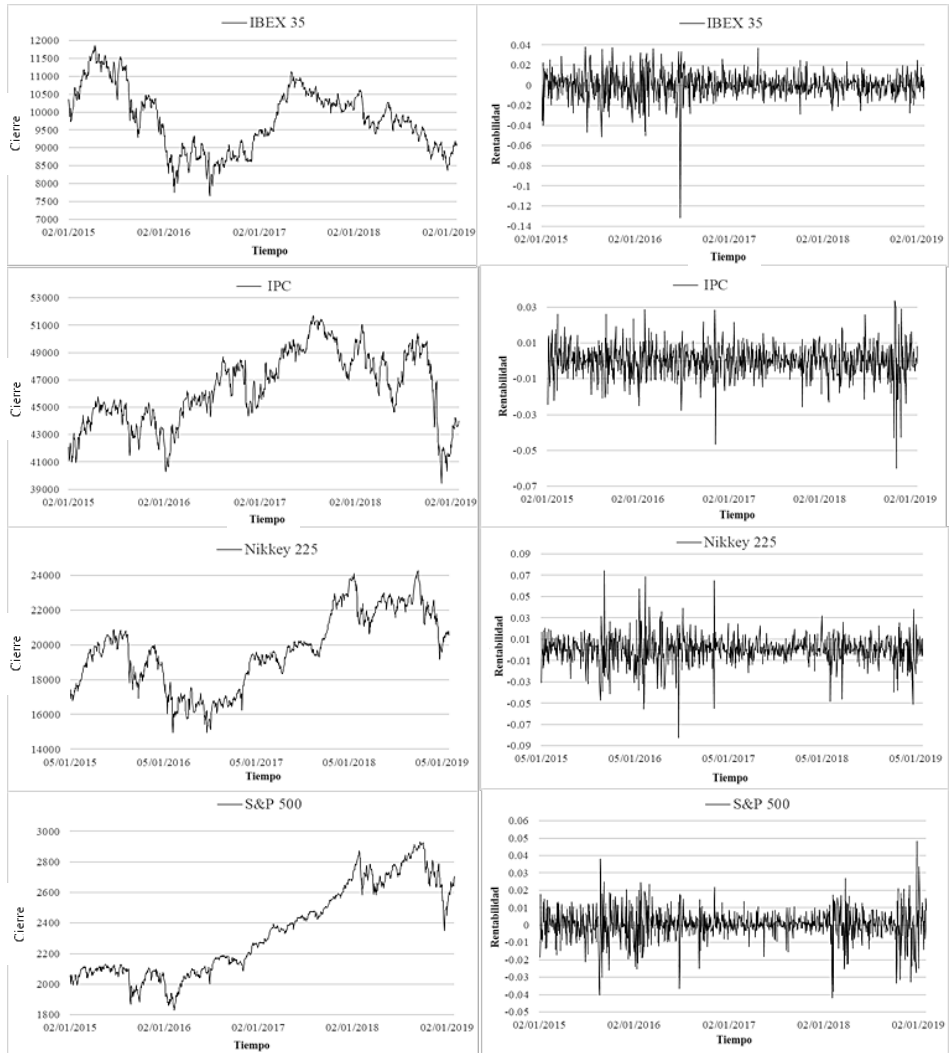 IBEX 35
12000
11500
11000
10500
10000
9500
9000
8500
8000
7500
7000
Cierre
02/01/2015 02/01/2016 02/01/2017 02/01/2018 02/01/2019
Tiempo
IBEX 35
0.04
0.02
0
-0.02
-0.04
-0.06
-0.08
-0.1
-0.12
-0.14
Rentabilidad
02/01/2015 02/01/2016 02/01/2017 02/01/2018 02/01/2019
Tiempo
IPC
53000
51000
49000
47000
45000
43000
41000
39000
Cierre
02/01/2015 02/01/2016 02/01/2017 02/01/2018 02/01/2019
Tiempo
IPC
0.03
0.01
-0.01
-0.03
-0.05
-0.07
Rentabilidad
02/01/2015 02/01/2016 02/01/2017 02/01/2018 02/01/2019
Tiempo
Nikkey 225
24000
22000
20000
18000
16000
14000
Cierre
05/01/2015 05/01/2016 05/01/2017 05/01/2018 05/01/2019
Tiempo
Nikkey 225
0.09
0.07
0.05
0.03
0.01
-0.01
-0.03
-0.05
-0.07
-0.09
Rentabilidad
05/01/2015 05/01/2016 05/01/2017 05/01/2018 05/01/2019
Tiempo
S&P 500
3000
2800
2600
2400
2200
2000
1800
Cierre
02/01/2015 02/01/2016 02/01/2017 02/01/2018 02/01/2019
Tiempo
S&P 500
0.06
0.05
0.04
0.03
0.02
0.01
0
-0.01
-0.02
-0.03
-0.04
-0.05
Rentabilidad
02/01/2015 02/01/2016 02/01/2017 02/01/2018 02/01/2019
Tiempo